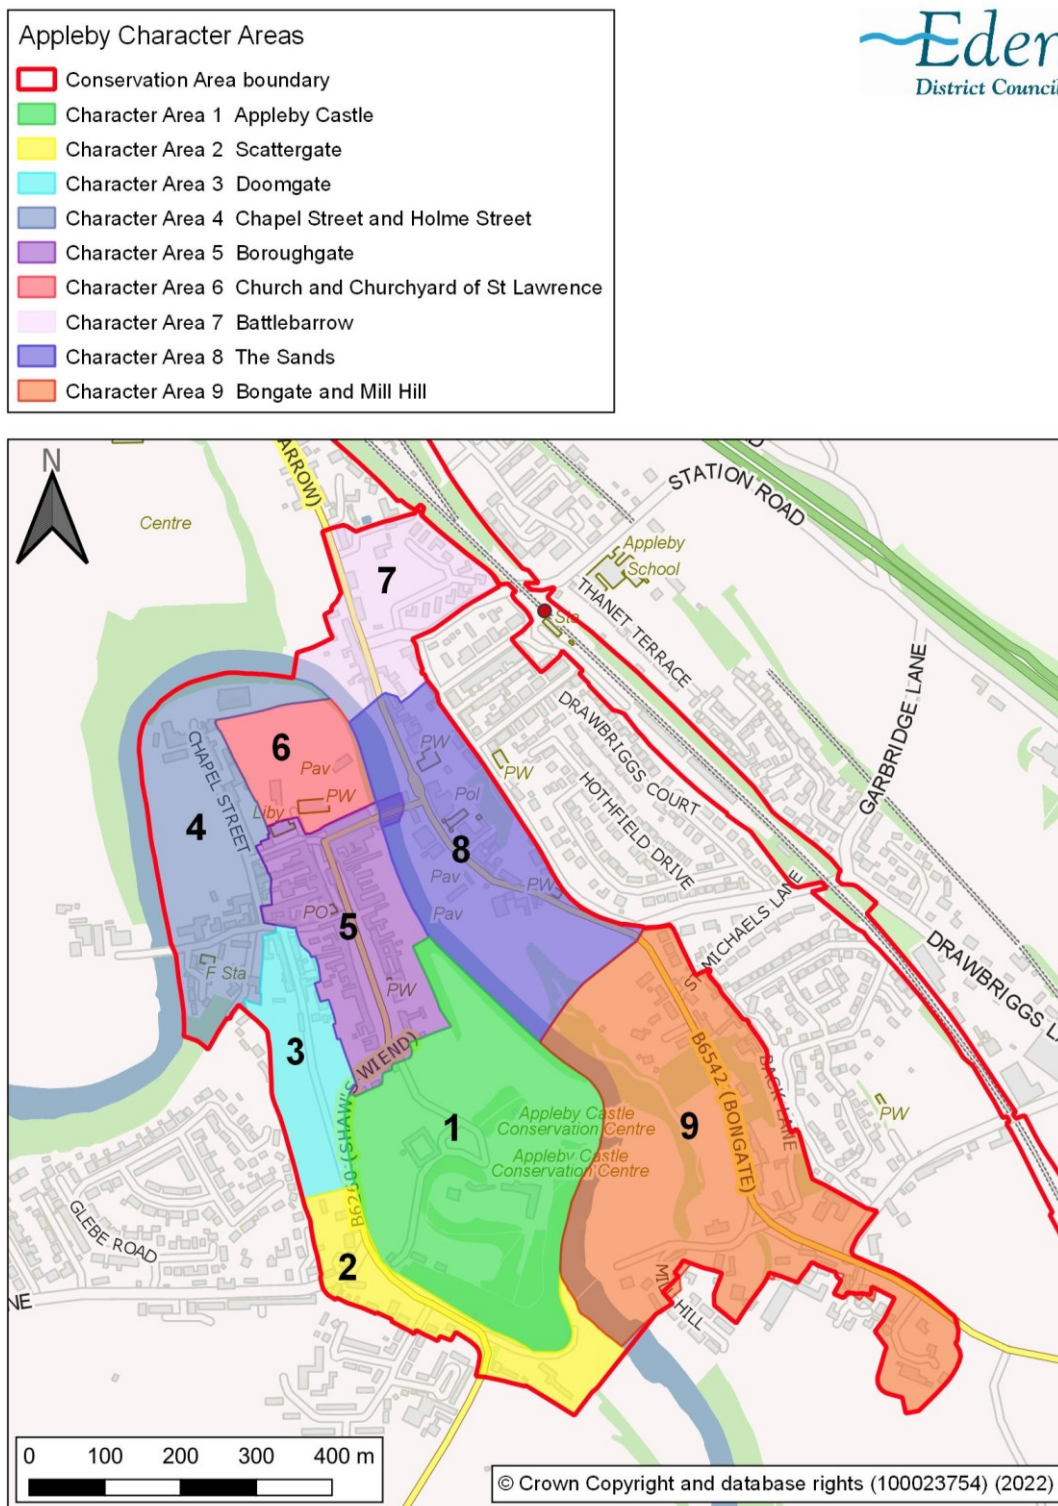 Appleby Character Areas
Conservation Area boundary
Character Area 1 Appleby Castle
Character Area 2 Scattergate
Character Area 3 Doomgate
Character Area 4 Chapel Street and Holme Street
Character Area 5 Boroughgate
Character Area 6 Church and Churchyard of St Lawrence
Character Area 7 Battlebarrow
Character Area 8 The Sands
Character Area 9 Bongate and Mill Hill
Eden
District Council
N
Centre
ARROW)
STATION ROAD
Appleby
School
7
THANET TERRACE
Sta
GARBRIDGE LANE
DRAWBRIGGS COURT
CHAPEL STREET
6
Pav
PW
PW
PW
Pol
HOTHFIELD DRIVE
Liby
4
8
Pav
PW
Pav
PO
5
ST MICHAELS LANE
DRAWBRIGGS LA
F Sta
PW
3
WIEND)
B6542 (BONGATE)
BACK LANE
PW
1
Appleby Castle
Conservation Centre
Appleby Castle
Conservation Centre
9
B6260 (SHAW'S
GLEBE ROAD
2
MILL HILL
NE
0 100 200 300 400 m
© Crown Copyright and database rights (100023754) (2022)